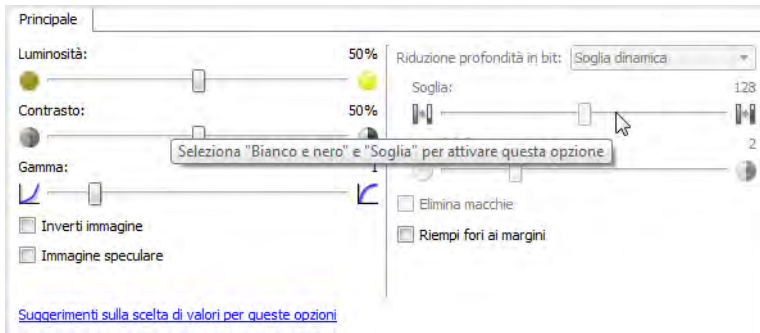 Principale
Luminosità: 50%
Contrasto: 50%
Gamma: 1
Inverti immagine
Immagine speculare
Suggerimenti sulla scelta di valori per queste opzioni
Riduzione profondità in bit: Soglia dinamica
Soglia: 128
Seleziona "Bianco e nero" e "Soglia" per attivare questa opzione
2
Elimina macchie
Riempi fori ai margini